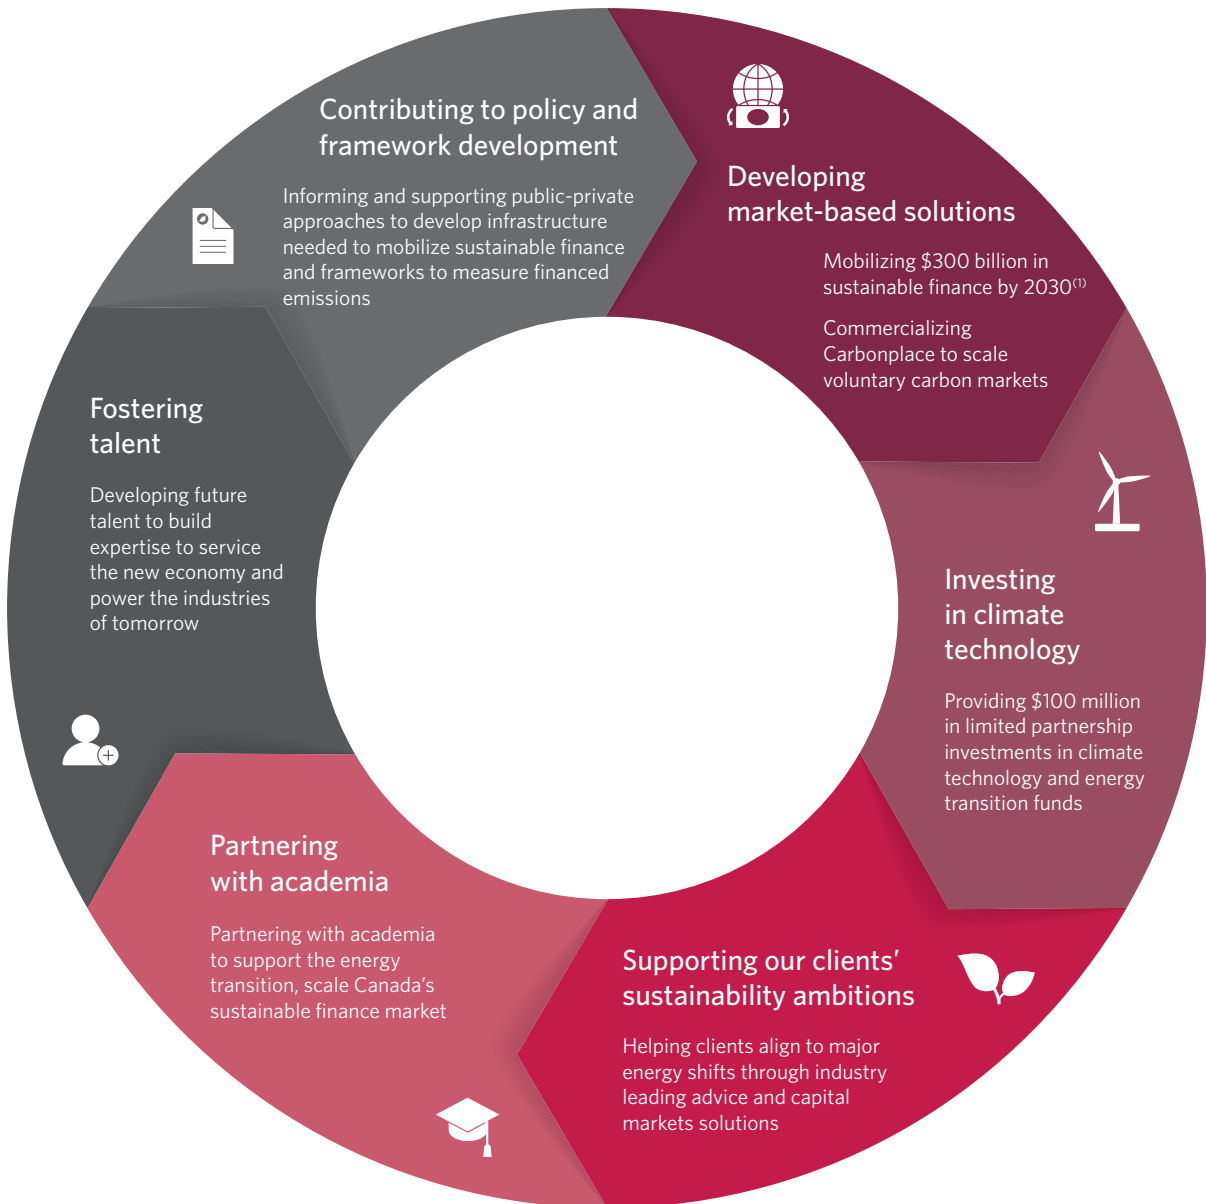 Contributing to policy and
framework development
Informing and supporting public-private
approaches to develop infrastructure
needed to mobilize sustainable finance
and frameworks to measure financed
emissions
Developing
market-based solutions
Mobilizing $300 billion in
sustainable finance by 2030(1)
Commercializing
Carbonplace to scale
voluntary carbon markets
Investing
in climate
technology
Providing $100 million
in limited partnership
investments in climate
technology and energy
transition funds
Supporting our clients’
sustainability ambitions
Helping clients align to major
energy shifts through industry
leading advice and capital
markets solutions
Partnering
with academia
Partnering with academia
to support the energy
transition, scale Canada’s
sustainable finance market
Fostering
talent
Developing future
talent to build
expertise to service
the new economy and
power the industries
of tomorrow